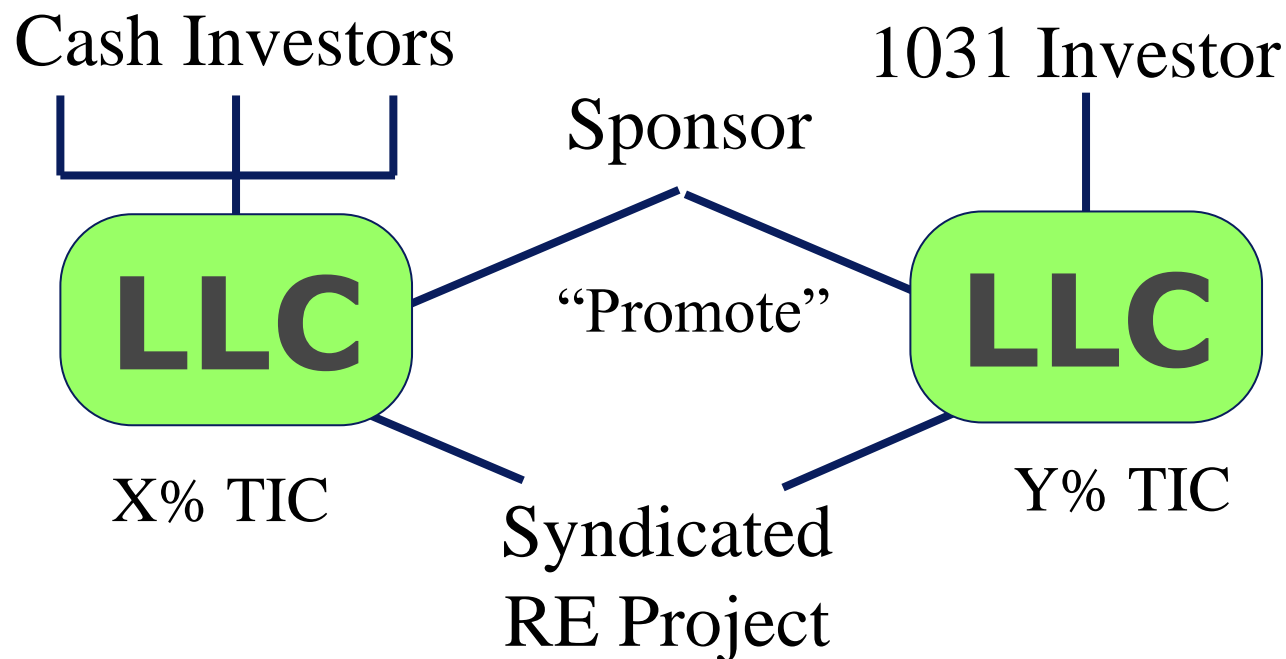 Cash Investors
1031 Investor
Sponsor
LLC
“Promote”
LLC
X% TIC
Y% TIC
Syndicated
RE Project